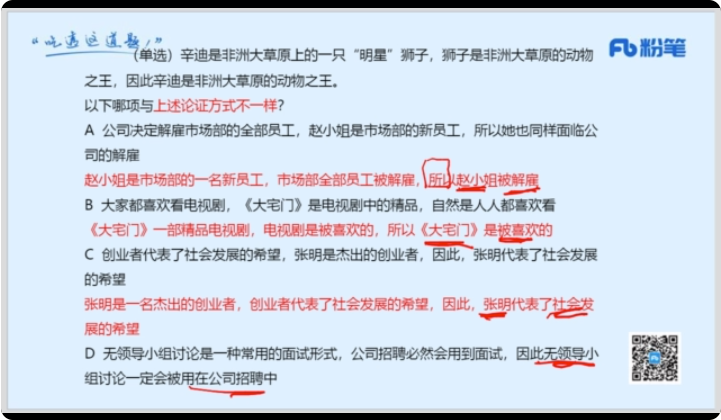 “吃透这道题！”
粉笔
（单选）辛迪是非洲大草原上的一只“明星”狮子，狮子是非洲大草原的动物
之王，因此辛迪是非洲大草原的动物之王。
以下哪项与上述论证方式不一样？
A 公司决定解雇市场部的全部员工，赵小姐是市场部的新员工，所以她也同样面临公
司的解雇
赵小姐是市场部的一名新员工，市场部全部员工被解雇，所以赵小姐被解雇
B 大家都喜欢看电视剧，《大宅门》是电视剧中的精品，自然是人人都喜欢看
《大宅门》一部精品电视剧，电视剧是被喜欢的，所以《大宅门》是被喜欢的
C 创业者代表了社会发展的希望，张明是杰出的创业者，因此，张明代表了社会发展
的希望
张明是一名杰出的创业者，创业者代表了社会发展的希望，因此，张明代表了社会发
展的希望
D 无领导小组讨论是一种常用的面试形式，公司招聘必然会用到面试，因此无领导小
组讨论一定会被用在公司招聘中